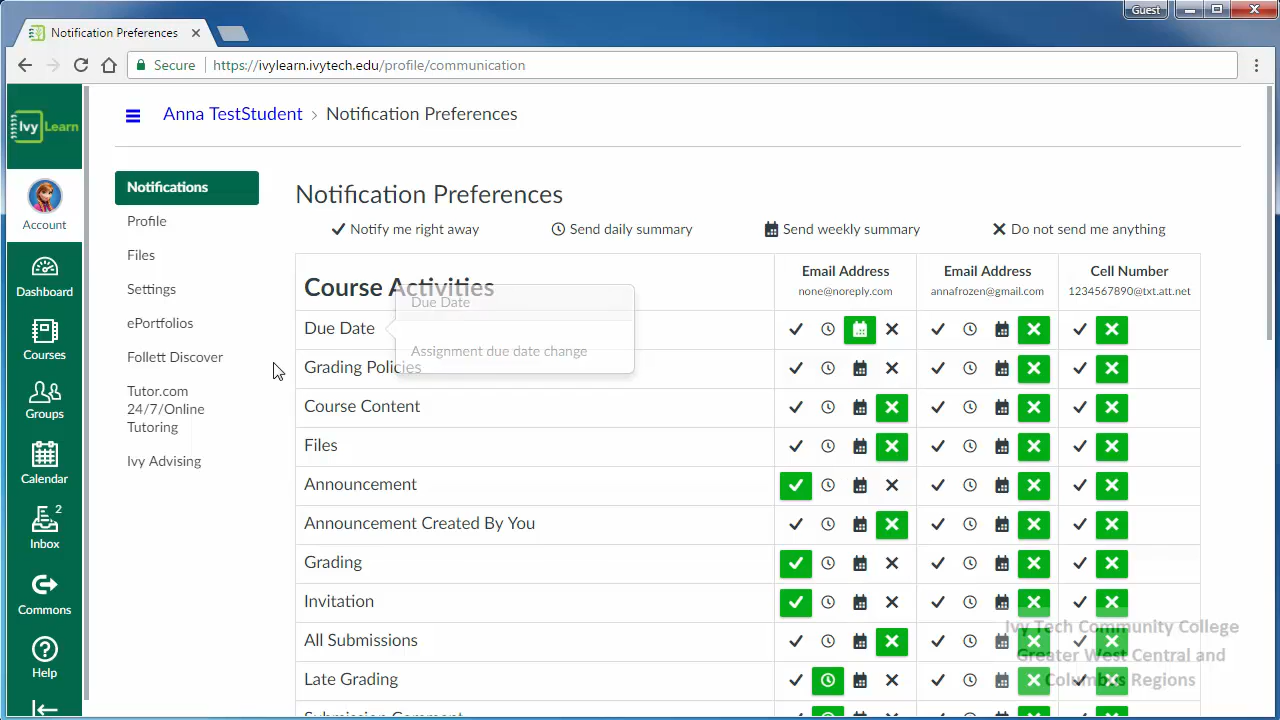 Guest
Notification Preferences
Secure
https://ivylearn.ivytech.edu/profile/communication
Ivy Learn
Anna TestStudent › Notification Preferences
Account
Dashboard
Courses
Groups
Calendar
2
Inbox
Commons
Help
Notifications
Profile
Files
Settings
ePortfolios
Follett Discover
Tutor.com
24/7/Online
Tutoring
Ivy Advising
Notification Preferences
Notify me right away
Send daily summary
Send weekly summary
Do not send me anything
Course Activities
Email Address
none@noreply.com
Email Address
annafrozen@gmail.com
Cell Number
1234567890@txt.att.net
Due Date
Due Date
Assignment due date change
Grading Policies
Course Content
Files
Announcement
Announcement Created By You
Grading
Invitation
All Submissions
Late Grading
Submission Comment
Ivy Tech Community College
Greater West Central and
Columbus Regions